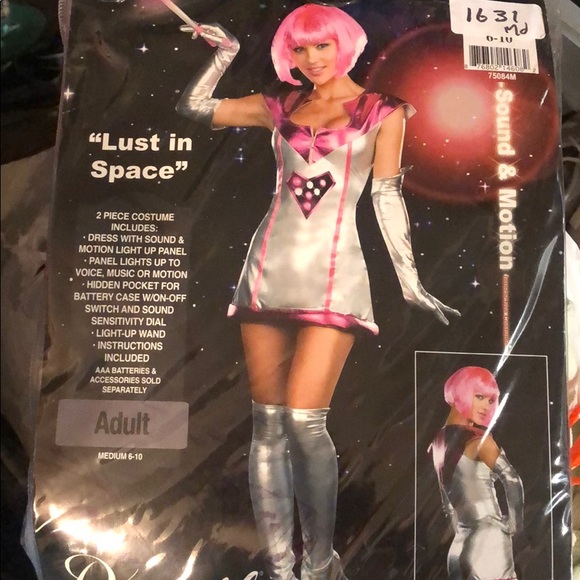 1631
Md
6-10
75084M
Sound & Motion
"Lust in
Space"
2 PIECE COSTUME
INCLUDES:
• DRESS WITH SOUND &
MOTION LIGHT UP PANEL
• PANEL LIGHTS UP TO
VOICE, MUSIC OR MOTION
• HIDDEN POCKET FOR
BATTERY CASE W/ON-OFF
SWITCH AND SOUND
SENSITIVITY DIAL
• LIGHT-UP WAND
• INSTRUCTIONS
INCLUDED
AAA BATTERIES &
ACCESSORIES SOLD
SEPARATELY
Adult
MEDIUM 6-10